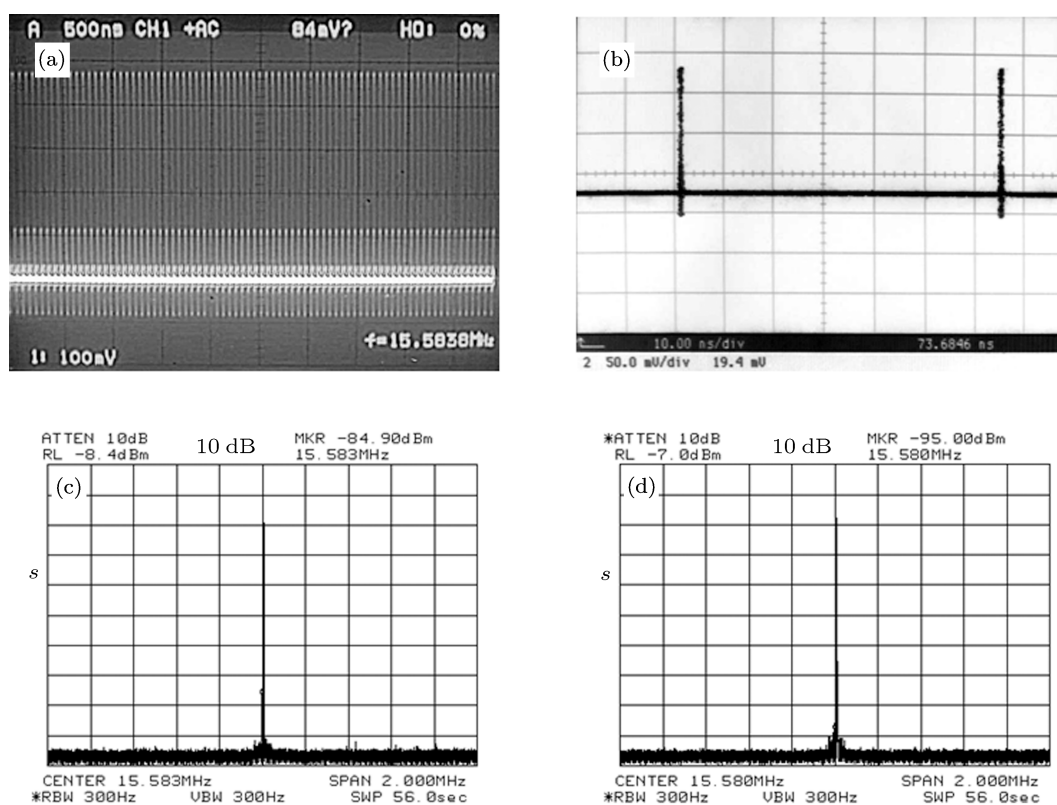 A 500ns CH1 +AC 84mV? HO: 0%
(a)
f=15.5838MHz
1: 100mV
(b)
10.00 ns/div 73.6846 ns
2 50.0 mV/div 19.4 mV
ATTEN 10dB MKR -84.90dBm
RL -8.4dBm 10 dB 15.583MHz
(c)
s
CENTER 15.583MHz SPAN 2.000MHz
*RBW 300Hz VBW 300Hz SWP 56.0sec
*ATTEN 10dB MKR -95.00dBm
RL -7.0dBm 10 dB 15.580MHz
(d)
s
CENTER 15.580MHz SPAN 2.000MHz
*RBW 300Hz VBW 300Hz SWP 56.0sec